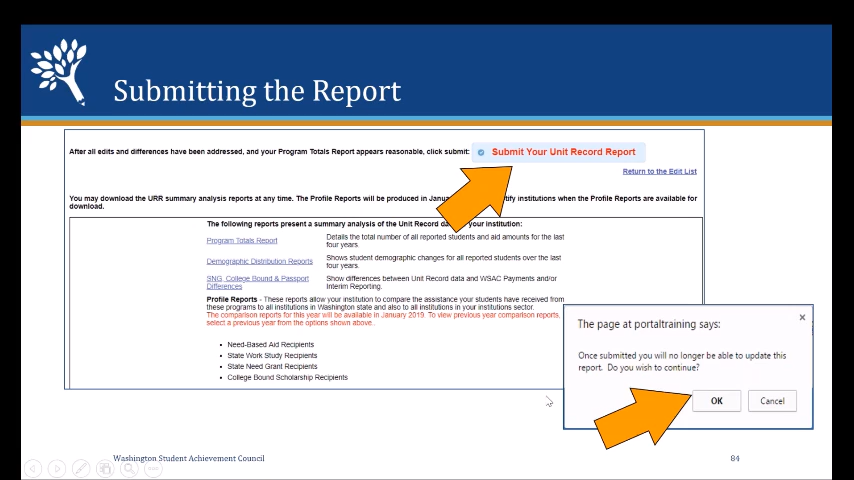 Submitting the Report
After all edits and differences have been addressed, and your Program Totals Report appears reasonable, click submit:
Submit Your Unit Record Report
Return to the Edit List
You may download the URR summary analysis reports at any time. The Profile Reports will be produced in tify institutions when the Profile Reports are available for
download.
The following reports present a summary analysis of the Unit Record your institution:
Program Totals Report
Details the total number of all reported students and aid amounts for the last
four years.
Demographic Distribution Reports
Shows student demographic changes for all reported students over the last
four years.
SNG, College Bound & Passport
Differences
Show differences between Unit Record data and WSAC Payments and/or
Interim Reporting.
Profile Reports - These reports allow your institution to compare the assistance your students have received from
these programs to all institutions in Washington state and also to all institutions in your institutions sector.
The comparison reports for this year will be available in January 2019. To view previous year comparison reports,
select a previous year from the options shown above.
• Need-Based Aid Recipients
• State Work Study Recipients
• State Need Grant Recipients
• College Bound Scholarship Recipients
The page at portaltraining says:
Once submitted you will no longer be able to update this
report. Do you wish to continue?
OK
Cancel
Washington Student Achievement Council
84